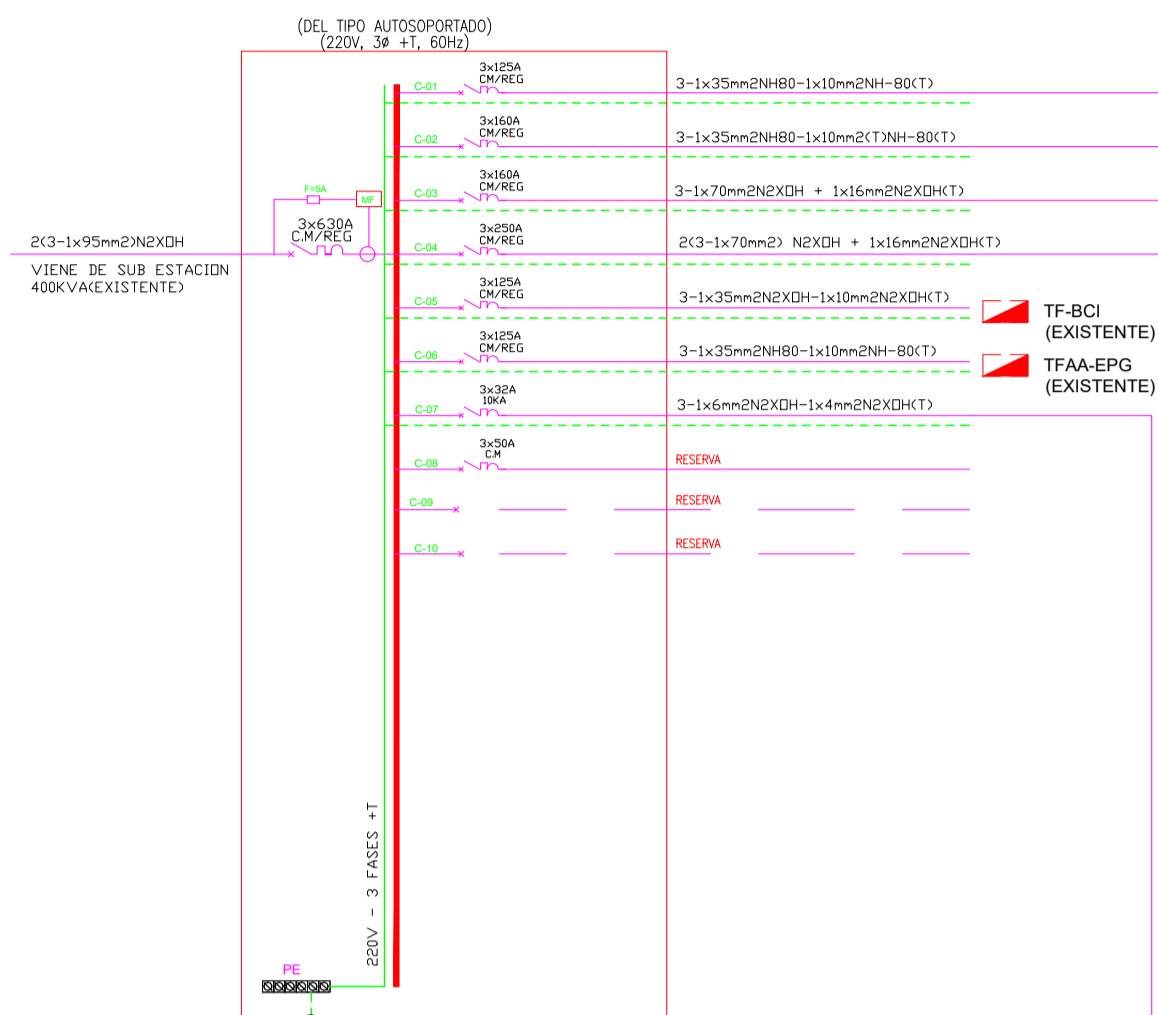 (DEL TIPO AUTOSOPORTADO)
(220V, 3ø +T, 60Hz)
C-01
3x125A
CM/REG
3-1x35mm2NH80-1x10mm2NH-80(T)
C-02
3x160A
CM/REG
3-1x35mm2NH80-1x10mm2(T)NH-80(T)
F=5A
MF
C-03
3x160A
CM/REG
3-1x70mm2N2XOH + 1x16mm2N2XOH(T)
2(3-1x95mm2)N2XOH
VIENE DE SUB ESTACION
400KVA(EXISTENTE)
3x630A
C.M/REG
C-04
3x250A
CM/REG
2(3-1x70mm2) N2XOH + 1x16mm2N2XOH(T)
C-05
3x125A
CM/REG
3-1x35mm2N2XOH-1x10mm2N2XOH(T)
TF-BCI
(EXISTENTE)
C-06
3x125A
CM/REG
3-1x35mm2NH80-1x10mm2NH-80(T)
TFAA-EPG
(EXISTENTE)
C-07
3x32A
10KA
3-1x6mm2N2XOH-1x4mm2N2XOH(T)
C-08
3x50A
C.M
RESERVA
C-09
RESERVA
C-10
RESERVA
220V - 3 FASES +T
PE